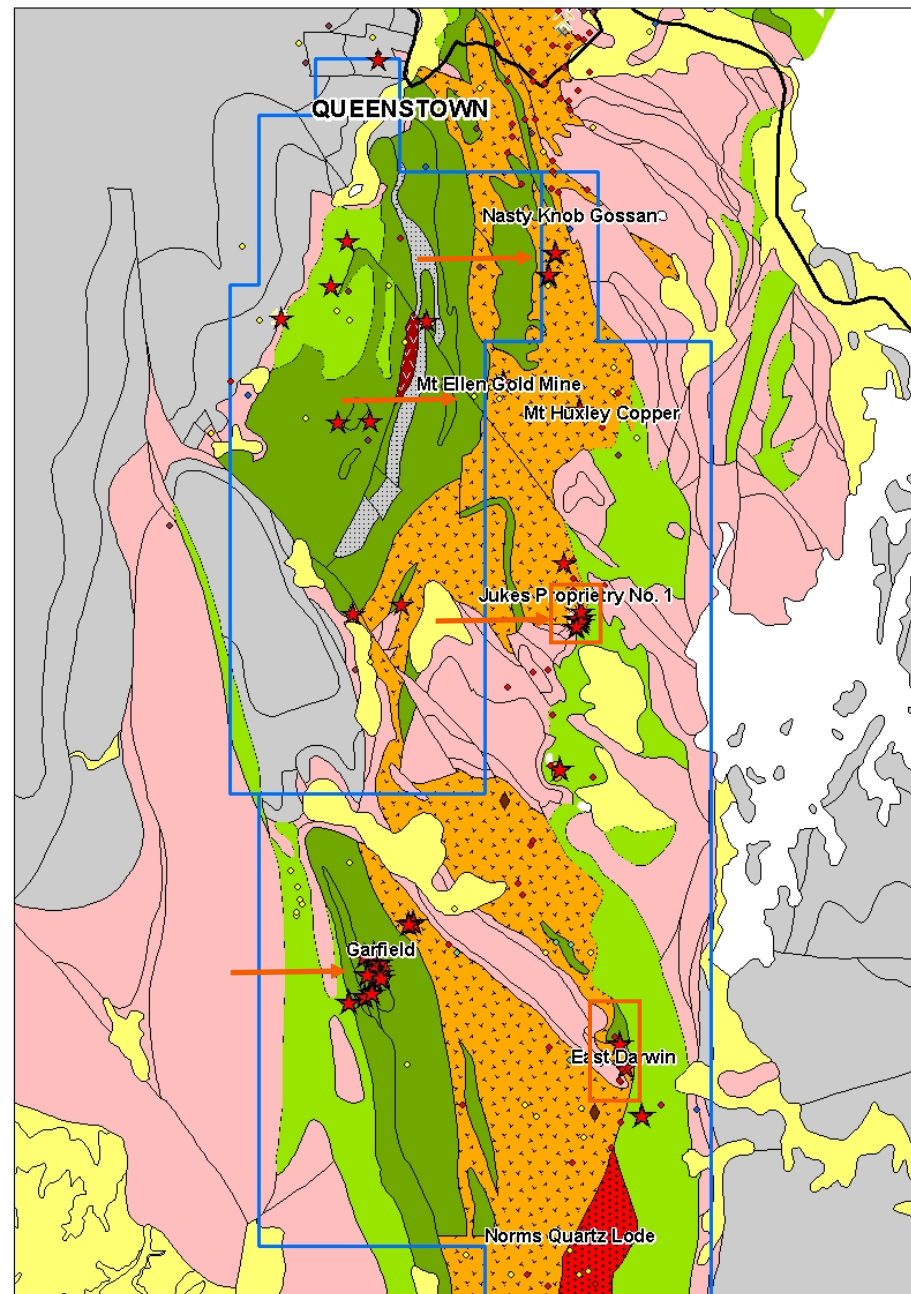 QUEENSTOWN
Nasty Knob Gossans
Mt Ellen Gold Mine
Mt Huxley Copper
Jukes Proprietry No. 1
Garfield
East Darwin
Norms Quartz Lode